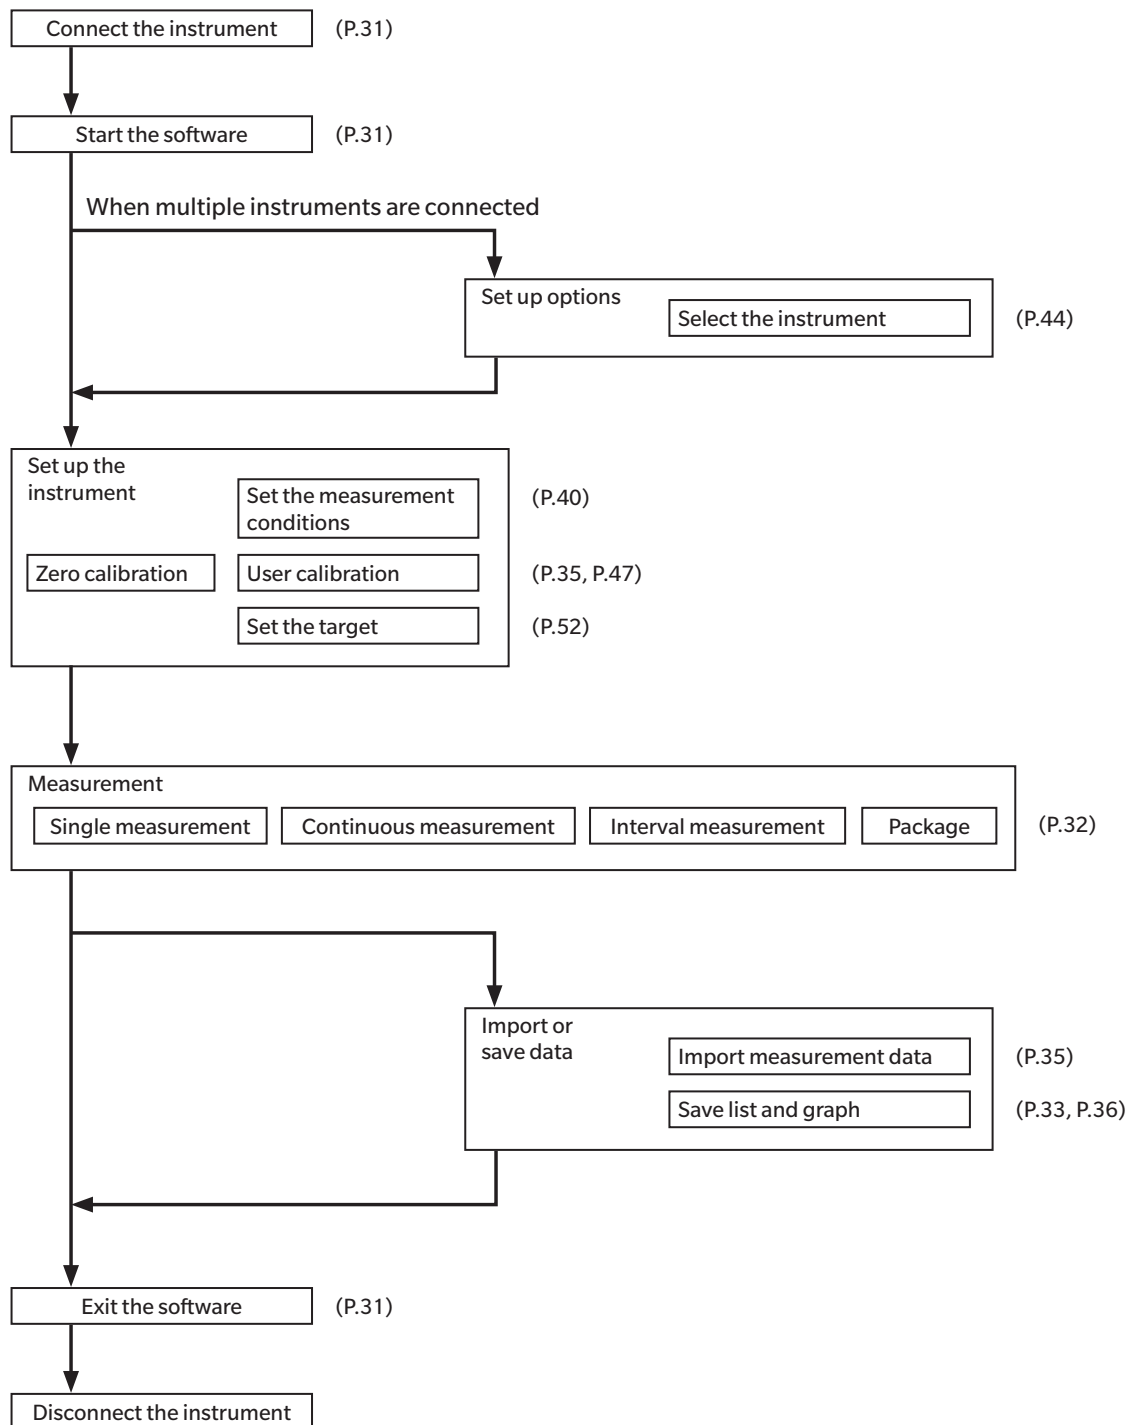 Connect the instrument (P.31)
Start the software (P.31)
When multiple instruments are connected
Set up options
Select the instrument (P.44)
Set up the
instrument
Set the measurement
conditions
(P.40)
Zero calibration User calibration (P.35, P.47)
Set the target (P.52)
Measurement
Single measurement Continuous measurement Interval measurement Package (P.32)
Import or
save data
Import measurement data (P.35)
Save list and graph (P.33, P.36)
Exit the software (P.31)
Disconnect the instrument